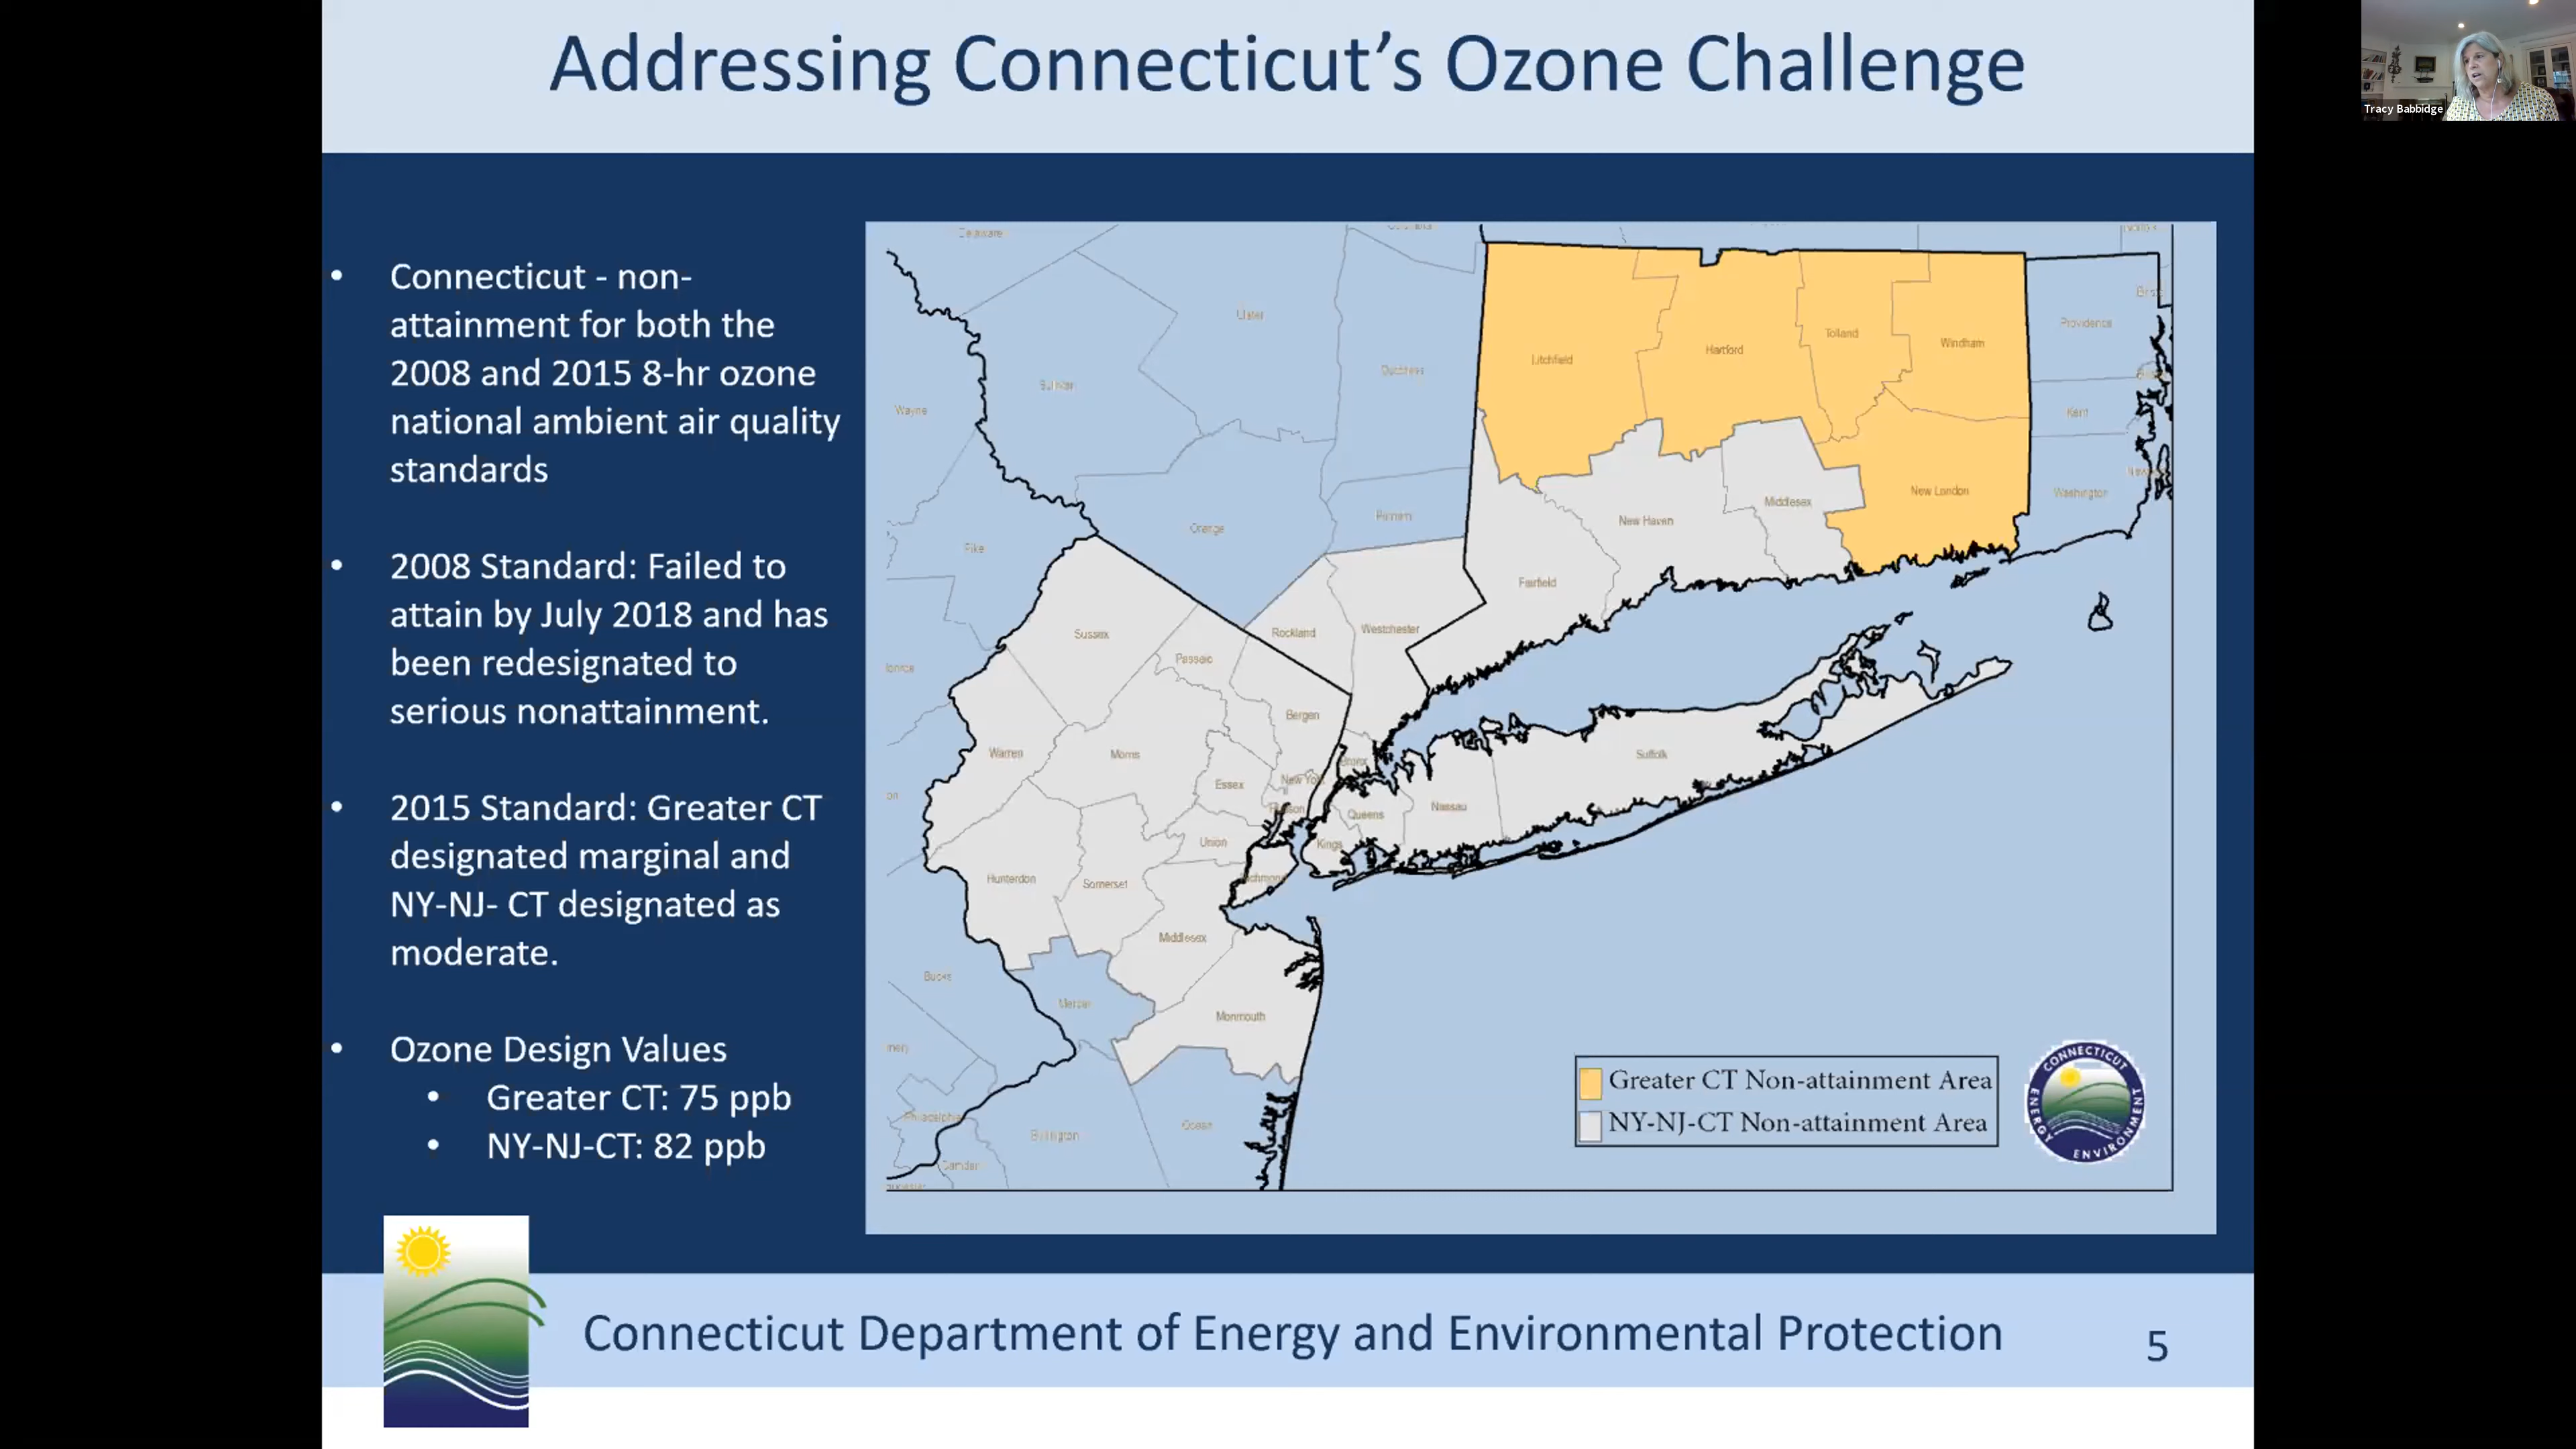 Addressing Connecticut's Ozone Challenge
Tracy Babbidge
• Connecticut - non-
attainment for both the
2008 and 2015 8-hr ozone
national ambient air quality
standards
• 2008 Standard: Failed to
attain by July 2018 and has
been redesignated to
serious nonattainment.
• 2015 Standard: Greater CT
designated marginal and
NY-NJ- CT designated as
moderate.
• Ozone Design Values
• Greater CT: 75 ppb
• NY-NJ-CT: 82 ppb
Delaware
Ulster
Sullivan
Dutchess
Wayne
Orange
Putnam
Pike
Litchfield
Hartford
Tolland
Windham
Providence
Kent
Washington
New London
Middlesex
New Haven
Fairfield
Sussex
Passaic
Rockland
Westchester
Bergen
Warren
Morris
Essex
New York
Bronx
Hudson
Queens
Nassau
Suffolk
Union
Kings
Richmond
Hunterdon
Somerset
Middlesex
Bucks
Mercer
Monmouth
Philadelphia
Burlington
Ocean
Camden
Greater CT Non-attainment Area
NY-NJ-CT Non-attainment Area
CONNECTICUT
ENERGY
ENVIRONMENT
Connecticut Department of Energy and Environmental Protection
5